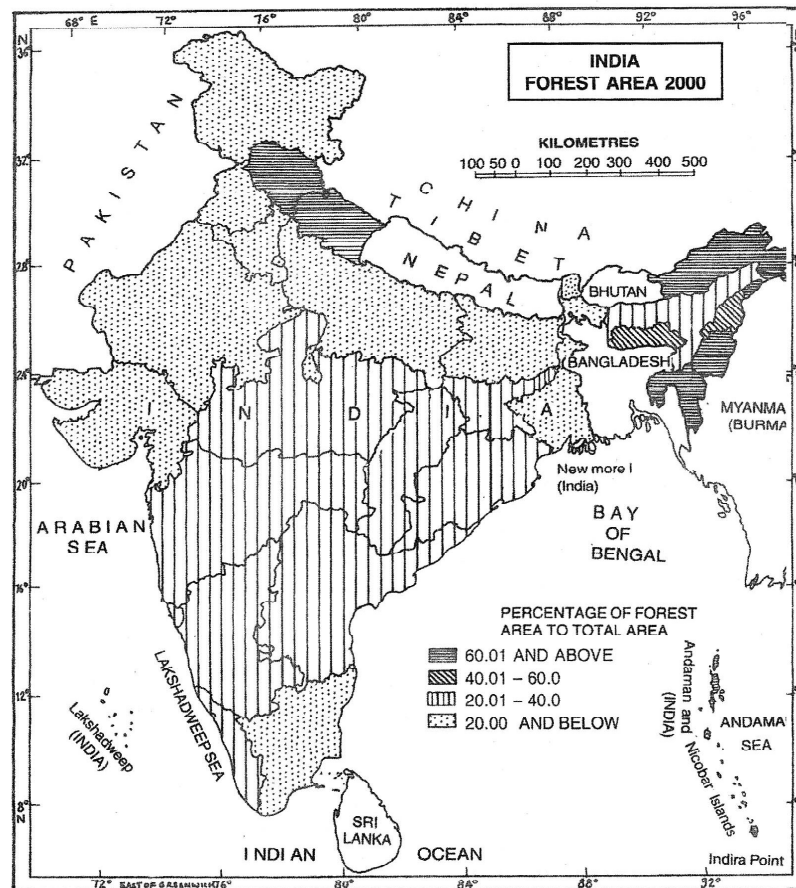 68° E 72° 76° 80° 84° 88° 92° 96°
36°
N
INDIA
FOREST AREA 2000
KILOMETRES
100 50 0 100 200 300 400 500
PAKISTAN
32°
CHINA
TIBET
NEPAL
28°
BHUTAN
BANGLADESH
24°
INDIA
MYANMA
(BURMA
New more I
(India)
20°
ARABIAN
SEA
BAY
OF
BENGAL
16°
PERCENTAGE OF FOREST
AREA TO TOTAL AREA
60.01 AND ABOVE
40.01 – 60.0
20.01 – 40.0
20.00 AND BELOW
LAKSHADWEEP SEA
12°
Lakshadweep
(INDIA)
Andaman and Nicobar Islands
(INDIA)
ANDAMA
SEA
8°
N
SRI
LANKA
INDIAN OCEAN
Indira Point
72° EAST OF GREENWICH 76° 80° 84° 88° 92°